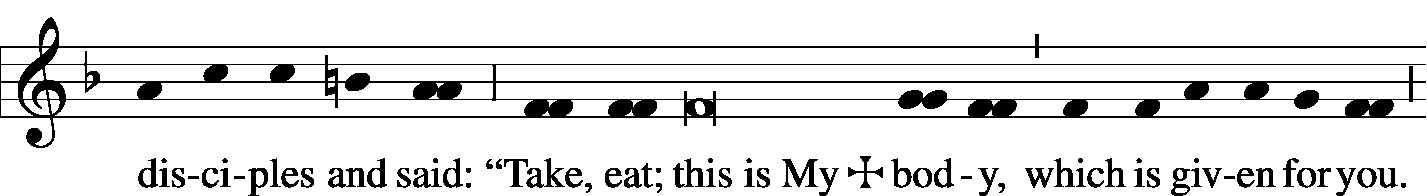 dis-ci-ples and said: “Take, eat; this is My ☩ bod-y, which is giv-en for you.